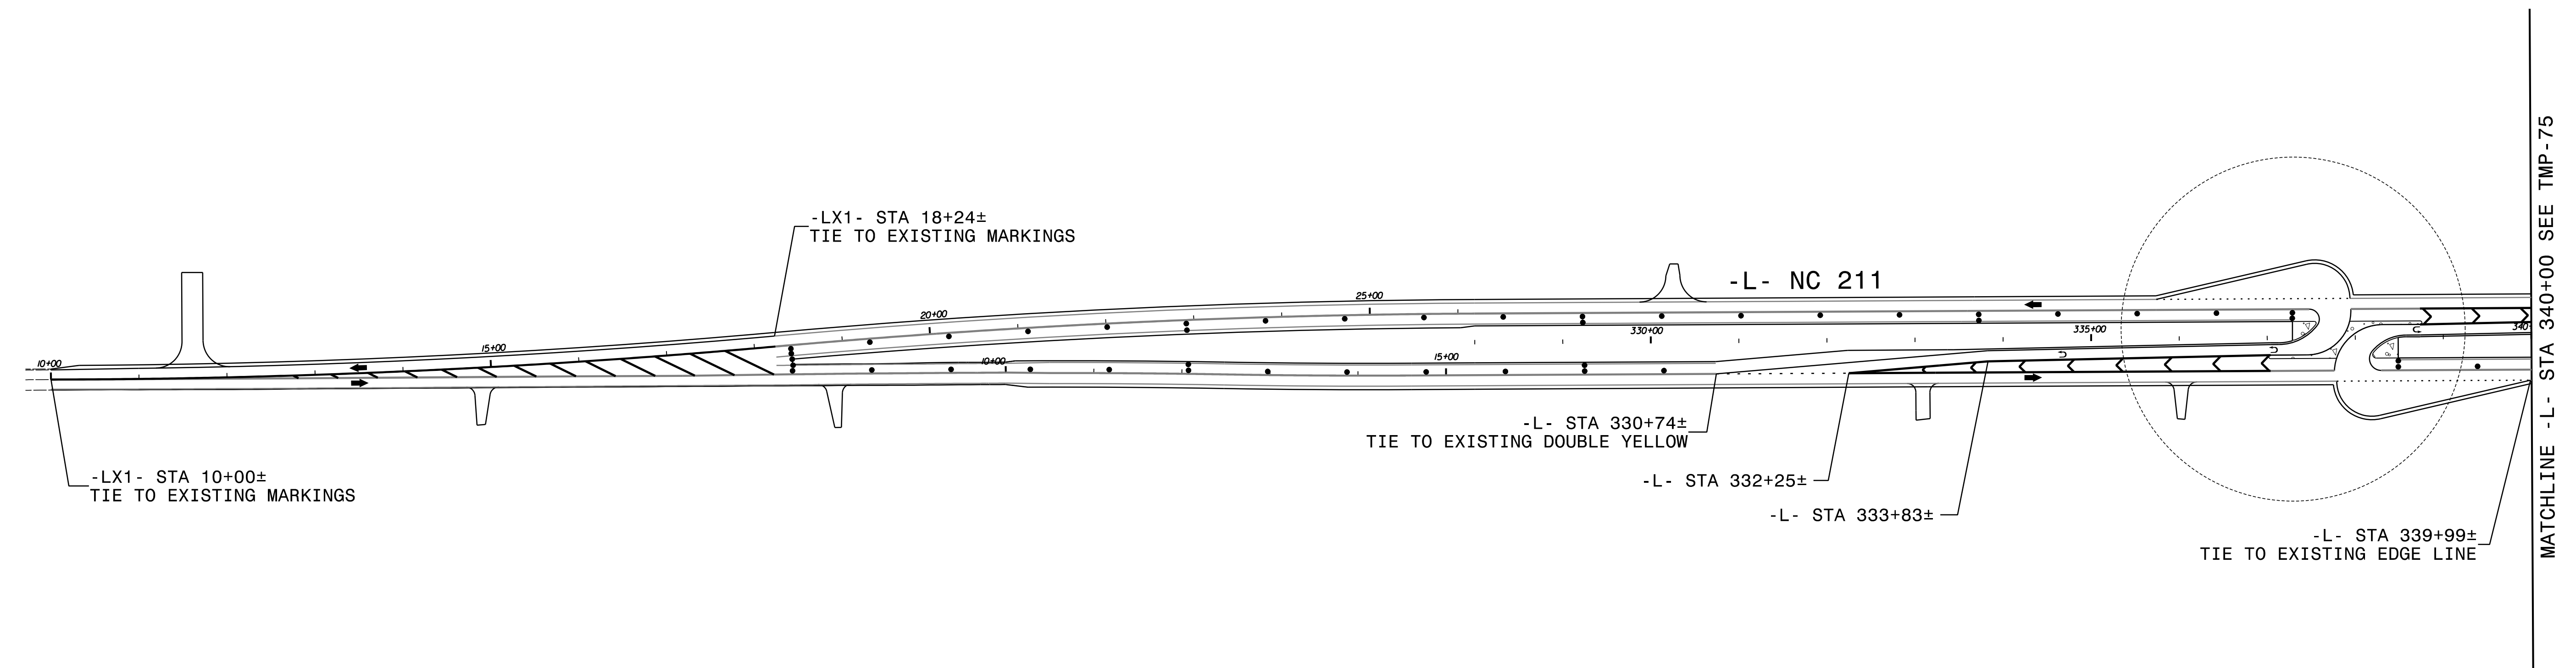 -LX1- STA 18+24±
TIE TO EXISTING MARKINGS
-L- NC 211
25+00
20+00
330+00
335+00
340
15+00
10+00
10+00
15+00
-LX1- STA 10+00±
TIE TO EXISTING MARKINGS
-L- STA 330+74±
TIE TO EXISTING DOUBLE YELLOW
-L- STA 332+25±
-L- STA 333+83±
-L- STA 339+99±
TIE TO EXISTING EDGE LINE
MATCHLINE -L- STA 340+00 SEE TMP-75